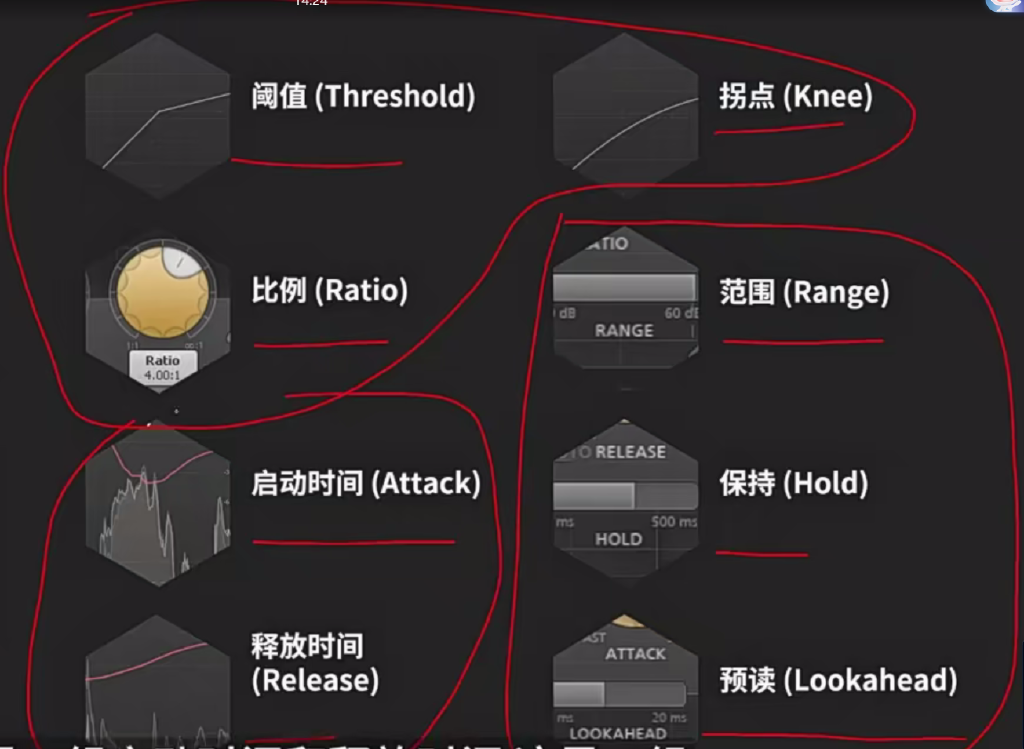 14:24
阈值 (Threshold)
拐点 (Knee)
比例 (Ratio)
Ratio
4.00:1
ATIO
dB
60 dB
RANGE
范围 (Range)
启动时间 (Attack)
TO RELEASE
ms
500 ms
HOLD
保持 (Hold)
释放时间
(Release)
AST
ATTACK
ms
20 ms
LOOKAHEAD
预读 (Lookahead)